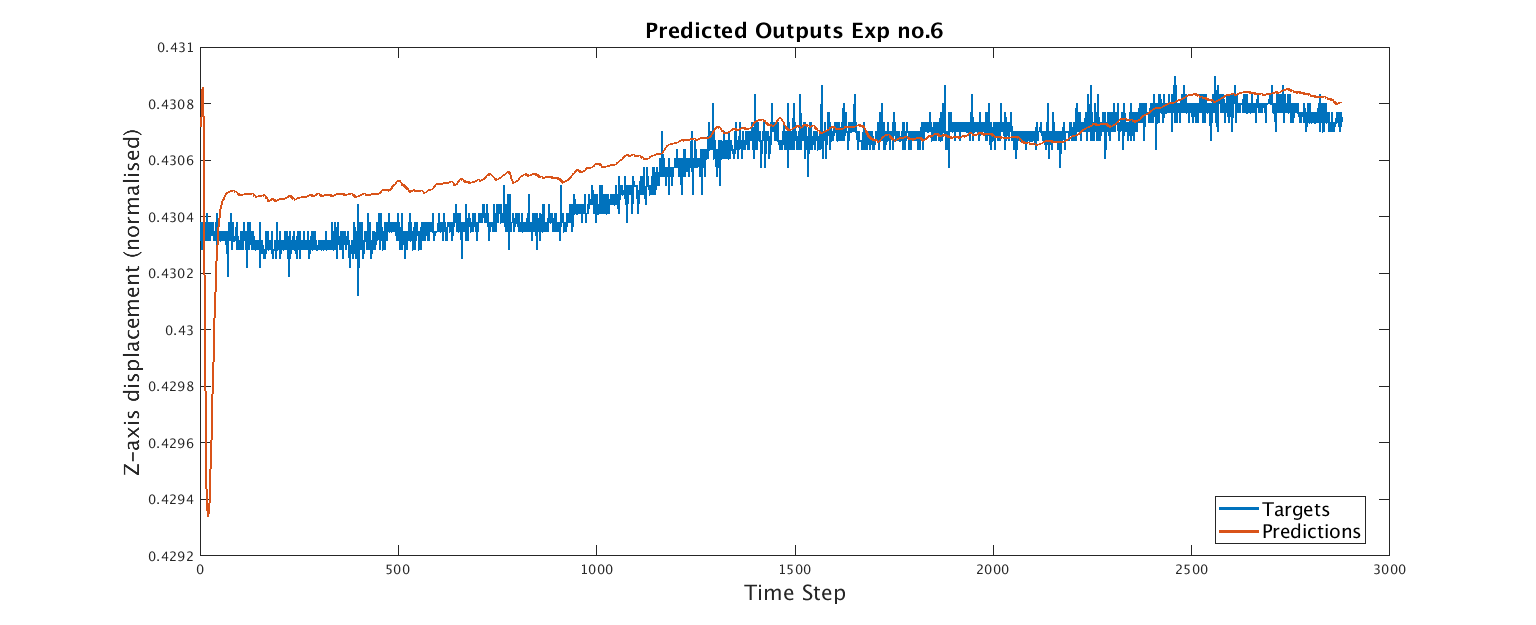 Predicted Outputs Exp no.6
Z-axis displacement (normalised)
0.431
0.4308
0.4306
0.4304
0.4302
0.43
0.4298
0.4296
0.4294
0.4292
0 500 1000 1500 2000 2500 3000
Time Step
Targets
Predictions